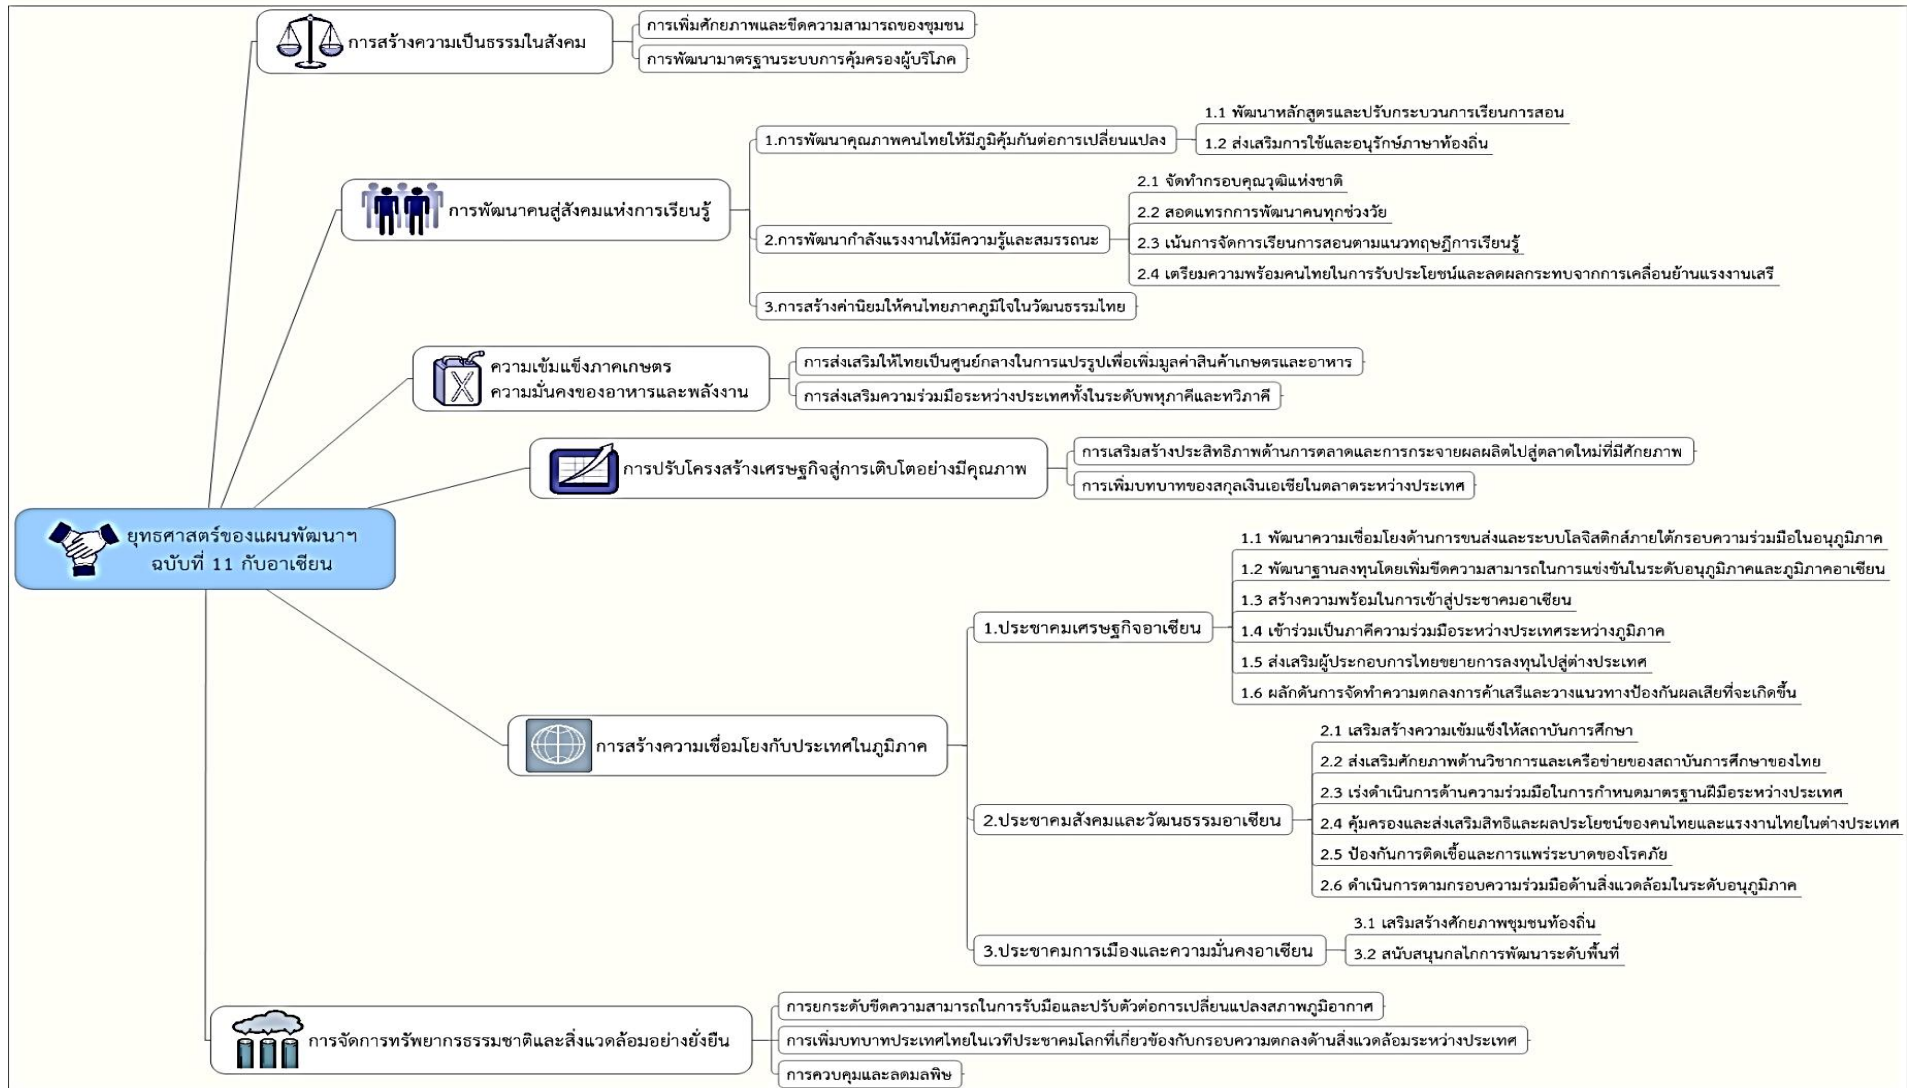 การสร้างความเป็นธรรมในสังคม
การเพิ่มศักยภาพและขีดความสามารถของชุมชน
การพัฒนามาตรฐานระบบการคุ้มครองผู้บริโภค
การพัฒนาคนสู่สังคมแห่งการเรียนรู้
1.การพัฒนาคุณภาพคนไทยให้มีภูมิคุ้มกันต่อการเปลี่ยนแปลง
1.1 พัฒนาหลักสูตรและปรับกระบวนการเรียนการสอน
1.2 ส่งเสริมการใช้และอนุรักษ์ภาษาท้องถิ่น
2.การพัฒนากำลังแรงงานให้มีความรู้และสมรรถนะ
2.1 จัดทำกรอบคุณวุฒิแห่งชาติ
2.2 สอดแทรกการพัฒนาคนทุกช่วงวัย
2.3 เน้นการจัดการเรียนการสอนตามแนวทฤษฎีการเรียนรู้
2.4 เตรียมความพร้อมคนไทยในการรับประโยชน์และลดผลกระทบจากการเคลื่อนย้านแรงงานเสรี
3.การสร้างค่านิยมให้คนไทยภาคภูมิใจในวัฒนธรรมไทย
ความเข้มแข็งภาคเกษตร
ความมั่นคงของอาหารและพลังงาน
การส่งเสริมให้ไทยเป็นศูนย์กลางในการแปรรูปเพื่อเพิ่มมูลค่าสินค้าเกษตรและอาหาร
การส่งเสริมความร่วมมือระหว่างประเทศทั้งในระดับพหุภาคีและทวิภาคี
การปรับโครงสร้างเศรษฐกิจสู่การเติบโตอย่างมีคุณภาพ
การเสริมสร้างประสิทธิภาพด้านการตลาดและการกระจายผลผลิตไปสู่ตลาดใหม่ที่มีศักยภาพ
การเพิ่มบทบาทของสกุลเงินเอเชียในตลาดระหว่างประเทศ
ยุทธศาสตร์ของแผนพัฒนาฯ
ฉบับที่ 11 กับอาเซียน
การสร้างความเชื่อมโยงกับประเทศในภูมิภาค
1.ประชาคมเศรษฐกิจอาเซียน
1.1 พัฒนาความเชื่อมโยงด้านการขนส่งและระบบโลจิสติกส์ภายใต้กรอบความร่วมมือในอนุภูมิภาค
1.2 พัฒนาฐานลงทุนโดยเพิ่มขีดความสามารถในการแข่งขันในระดับอนุภูมิภาคและภูมิภาคอาเซียน
1.3 สร้างความพร้อมในการเข้าสู่ประชาคมอาเซียน
1.4 เข้าร่วมเป็นภาคีความร่วมมือระหว่างประเทศระหว่างภูมิภาค
1.5 ส่งเสริมผู้ประกอบการไทยขยายการลงทุนไปสู่ต่างประเทศ
1.6 ผลักดันการจัดทำความตกลงการค้าเสรีและวางแนวทางป้องกันผลเสียที่จะเกิดขึ้น
2.ประชาคมสังคมและวัฒนธรรมอาเซียน
2.1 เสริมสร้างความเข้มแข็งให้สถาบันการศึกษา
2.2 ส่งเสริมศักยภาพด้านวิชาการและเครือข่ายของสถาบันการศึกษาของไทย
2.3 เร่งดำเนินการด้านความร่วมมือในการกำหนดมาตรฐานฝีมือระหว่างประเทศ
2.4 คุ้มครองและส่งเสริมสิทธิและผลประโยชน์ของคนไทยและแรงงานไทยในต่างประเทศ
2.5 ป้องกันการติดเชื้อและการแพร่ระบาดของโรคภัย
2.6 ดำเนินการตามกรอบความร่วมมือด้านสิ่งแวดล้อมในระดับอนุภูมิภาค
3.ประชาคมการเมืองและความมั่นคงอาเซียน
3.1 เสริมสร้างศักยภาพชุมชนท้องถิ่น
3.2 สนับสนุนกลไกการพัฒนาระดับพื้นที่
การจัดการทรัพยากรธรรมชาติและสิ่งแวดล้อมอย่างยั่งยืน
การยกระดับขีดความสามารถในการรับมือและปรับตัวต่อการเปลี่ยนแปลงสภาพภูมิอากาศ
การเพิ่มบทบาทประเทศไทยในเวทีประชาคมโลกที่เกี่ยวข้องกับกรอบความตกลงด้านสิ่งแวดล้อมระหว่างประเทศ
การควบคุมและลดมลพิษ